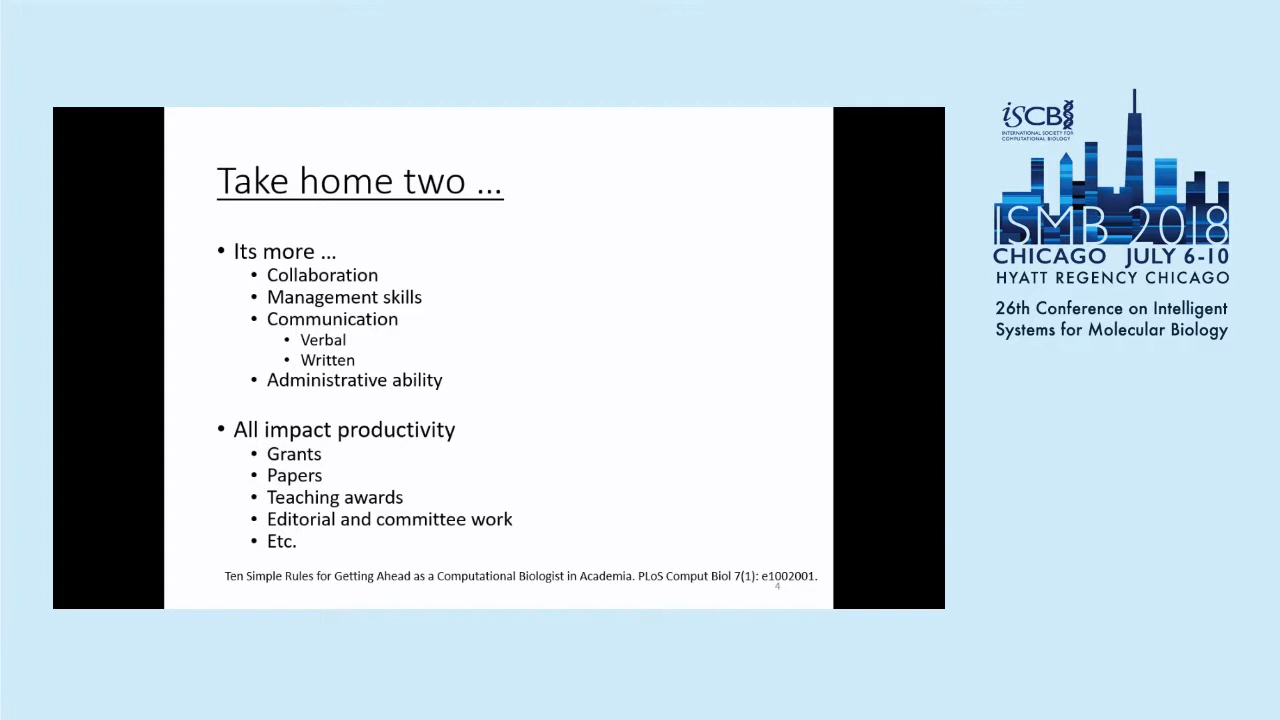 Take home two ...
• Its more ...
• Collaboration
• Management skills
• Communication
• Verbal
• Written
• Administrative ability
• All impact productivity
• Grants
• Papers
• Teaching awards
• Editorial and committee work
• Etc.
Ten Simple Rules for Getting Ahead as a Computational Biologist in Academia. PLoS Comput Biol 7(1): e1002001.
4
iSCB
INTERNATIONAL SOCIETY FOR
COMPUTATIONAL BIOLOGY
ISMB 2018
CHICAGO JULY 6-10
HYATT REGENCY CHICAGO
26th Conference on Intelligent
Systems for Molecular Biology